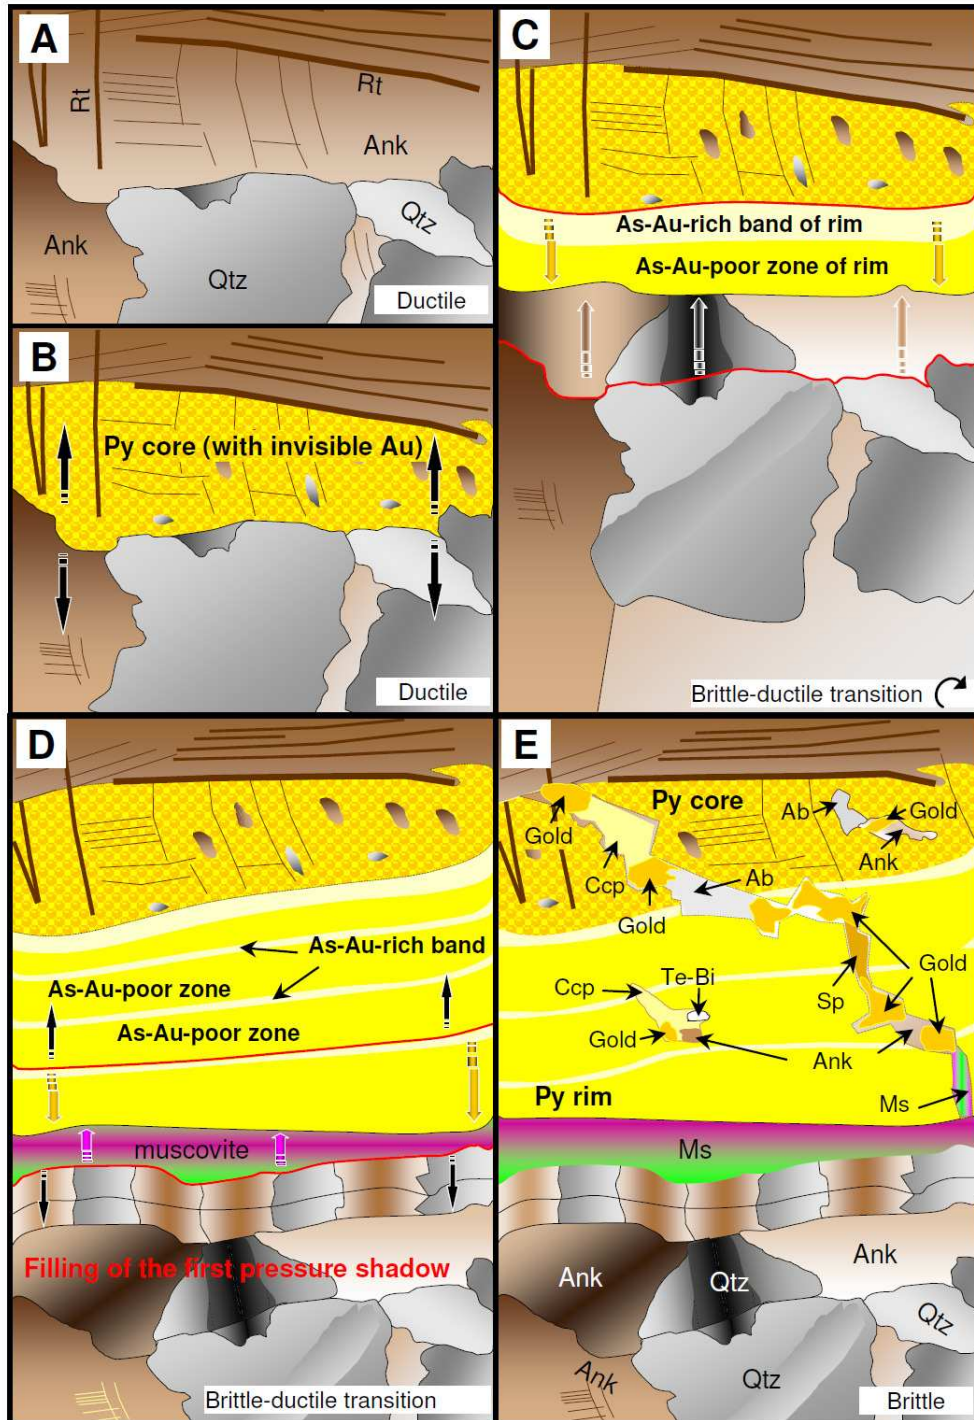 A
Rt
Rt
Ank
Ank
Qtz
Qtz
Ductile
B
Py core (with invisible Au)
Ductile
C
As-Au-rich band of rim
As-Au-poor zone of rim
Brittle-ductile transition
D
As-Au-rich band
As-Au-poor zone
As-Au-poor zone
muscovite
Filling of the first pressure shadow
Brittle-ductile transition
E
Py core
Gold
Ab
Gold
Ank
Ccp
Gold
Ab
Ccp
Te-Bi
Gold
Sp
Gold
Ank
Py rim
Ms
Ms
Ank
Qtz
Ank
Qtz
Ank
Qtz
Brittle